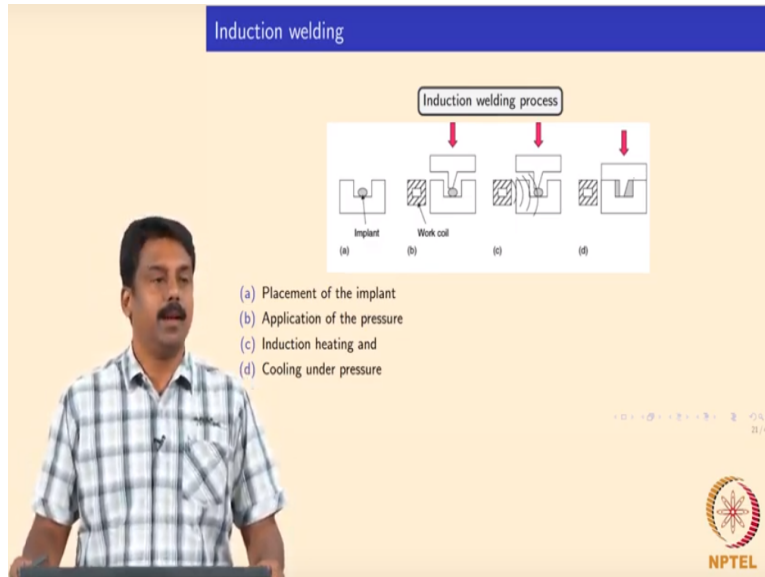 Induction welding
Induction welding process
Implant
Work coil
(a)
(b)
(c)
(d)
(a) Placement of the implant
(b) Application of the pressure
(c) Induction heating and
(d) Cooling under pressure
NPTEL